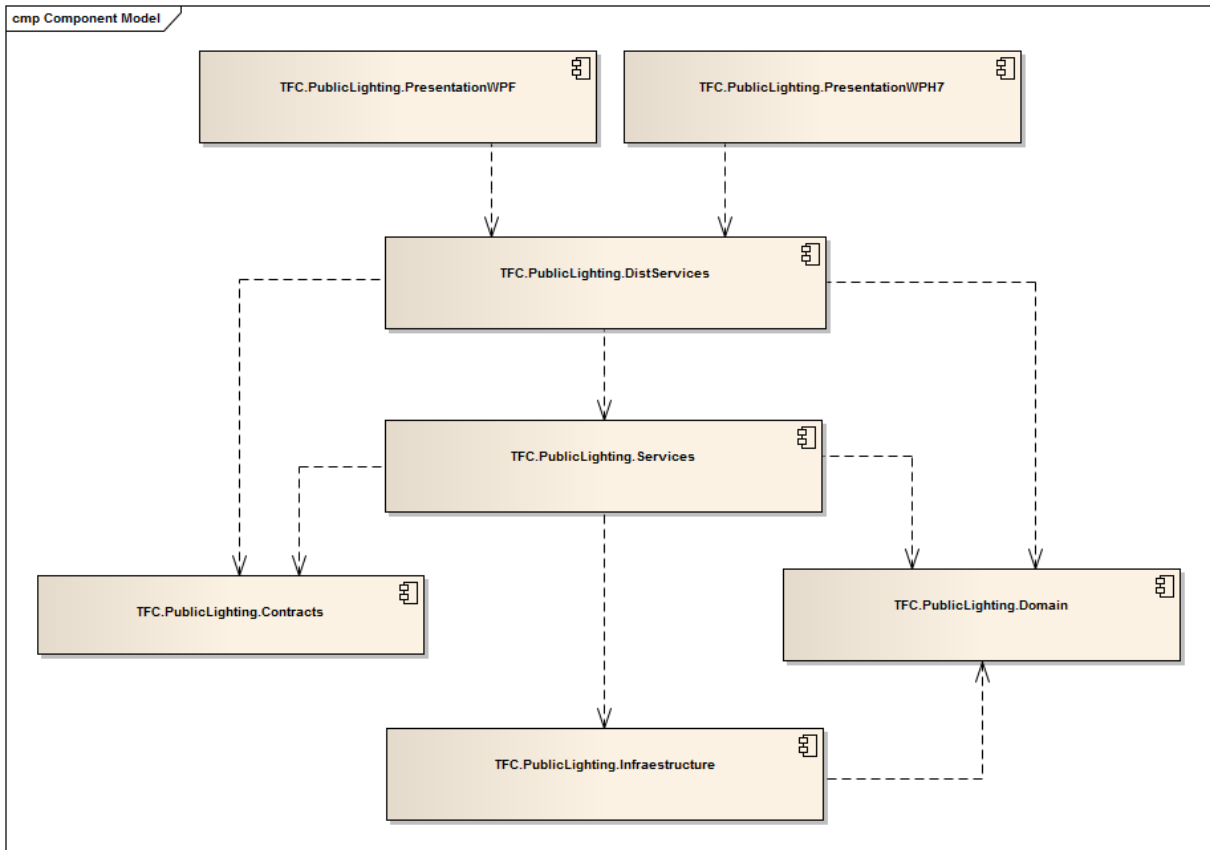 cmp Component Model
TFC.PublicLighting.PresentationWPF
TFC.PublicLighting.PresentationWPH7
TFC.PublicLighting.DistServices
TFC.PublicLighting.Services
TFC.PublicLighting.Contracts
TFC.PublicLighting.Domain
TFC.PublicLighting.Infraestructure